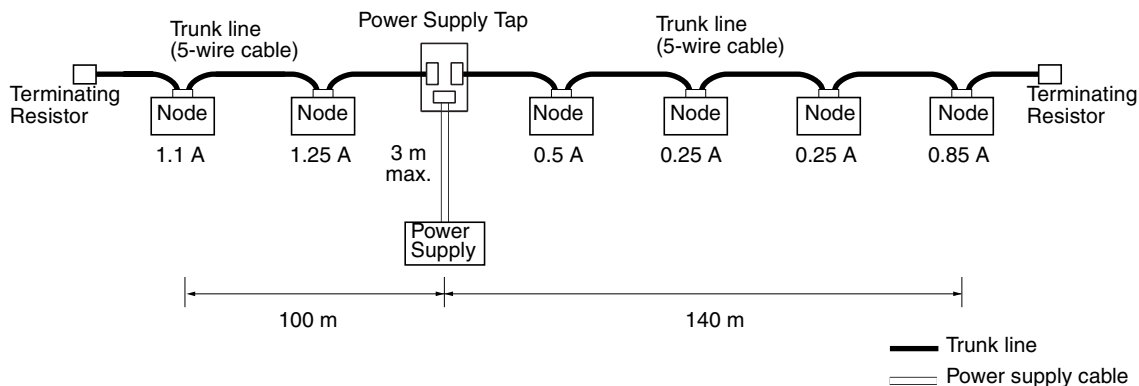 Power Supply Tap
Trunk line
(5-wire cable)
Trunk line
(5-wire cable)
Terminating
Resistor
Node
Node
Node
Node
Node
Node
Terminating
Resistor
1.1 A
1.25 A
3 m
max.
0.5 A
0.25 A
0.25 A
0.85 A
Power
Supply
100 m
140 m
Trunk line
Power supply cable